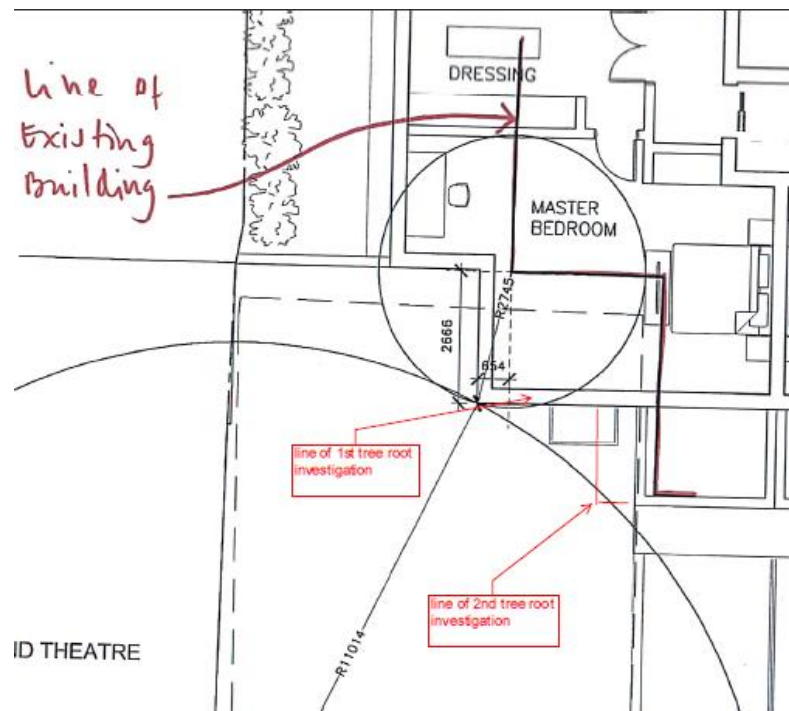 line of
Existing
Building
DRESSING
MASTER
BEDROOM
R2745
2666
654
line of 1st tree root
investigation
line of 2nd tree root
investigation
R11014
ND THEATRE